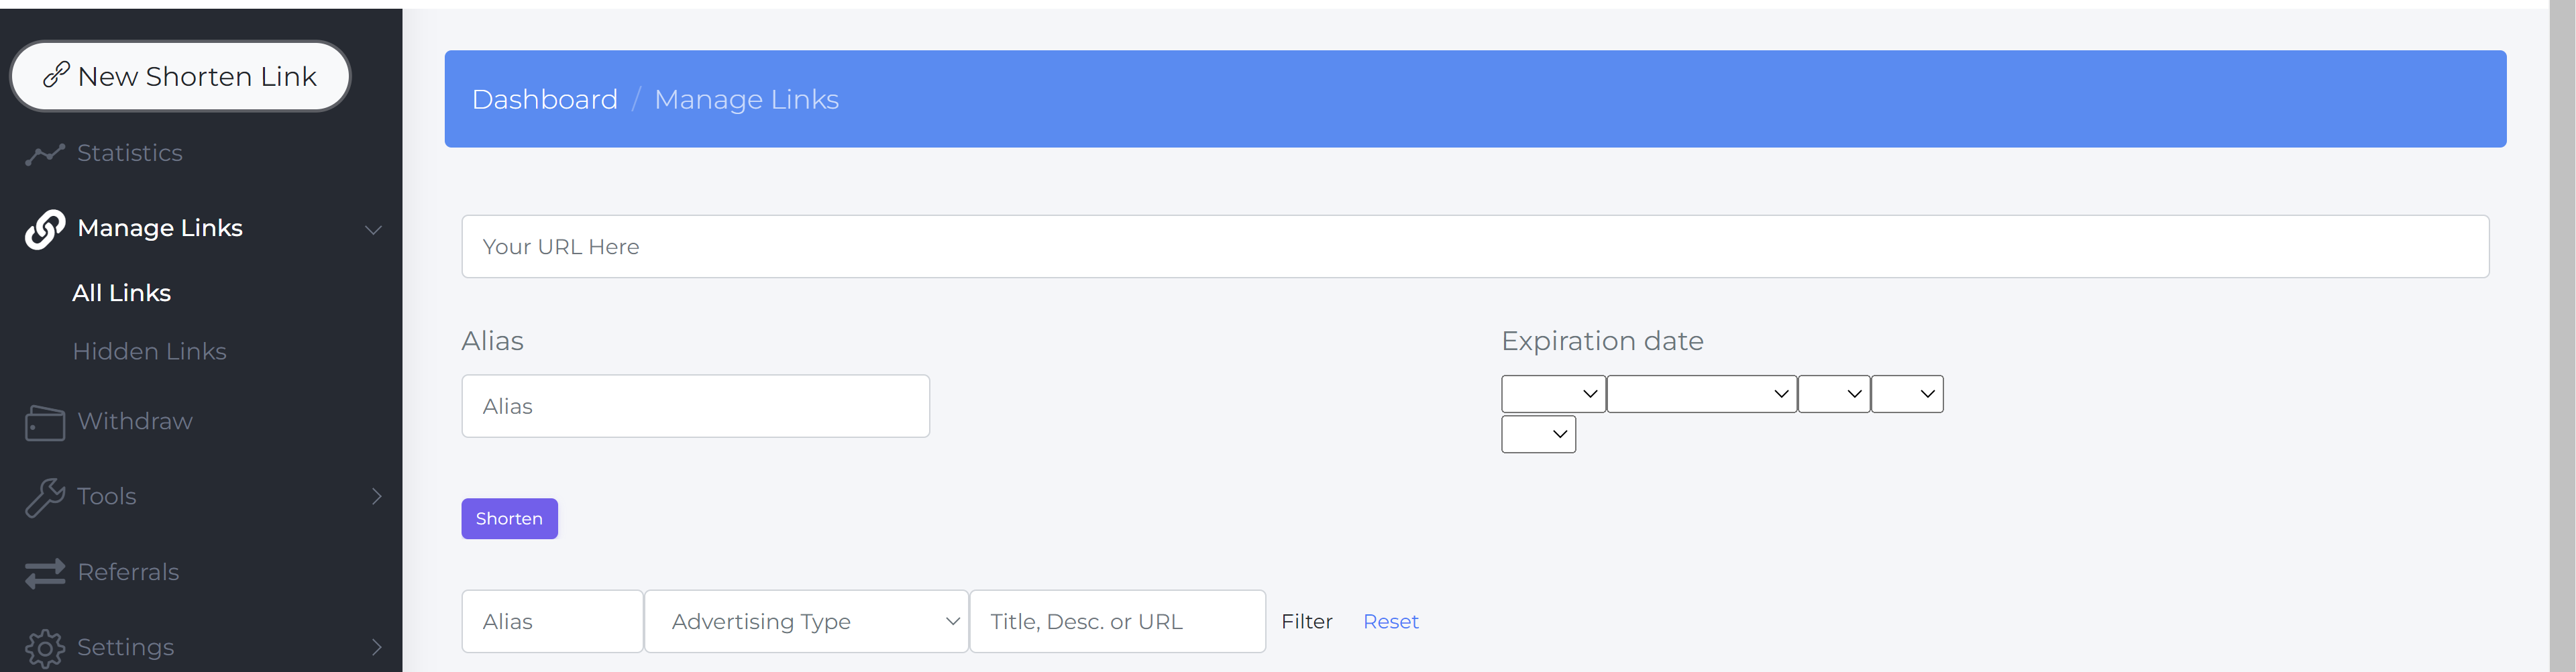 New Shorten Link
Statistics
Manage Links
All Links
Hidden Links
Withdraw
Tools
Referrals
Settings
Dashboard / Manage Links
Your URL Here
Alias
Expiration date
Alias
Shorten
Alias Advertising Type Title, Desc. or URL Filter Reset